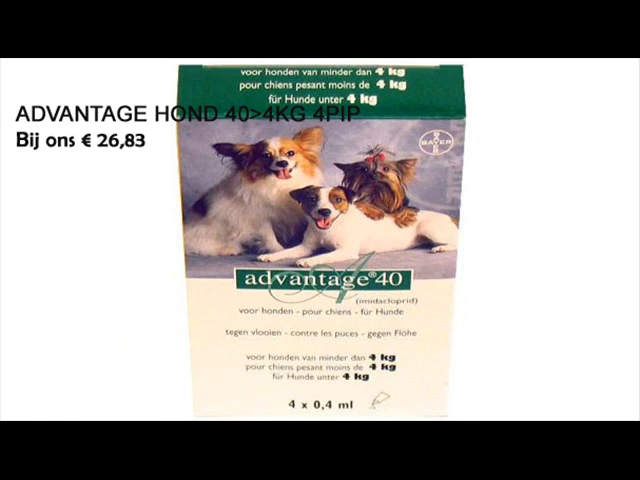 voor honden van minder dan 4 kg
pour chiens pesant moins de 4 kg
für Hunde unter 4 kg
ADVANTAGE HOND 40>4KG 4PIP
Bij ons € 26,83
BAYER
advantage®40
(imidacloprid)
voor honden - pour chiens - für Hunde
tegen vlooien - contre les puces - gegen Flöhe
voor honden van minder dan 4 kg
pour chiens pesant moins de 4 kg
für Hunde unter 4 kg
4 x 0,4 ml